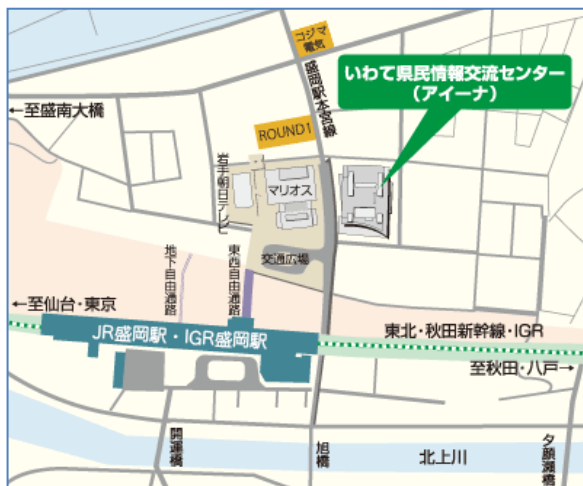 コジマ
電気
盛岡駅本宮線
いわて県民情報交流センター
（アイーナ）
←至盛南大橋
ROUND1
岩手朝日テレビ
マリオス
交通広場
地下自由通路
東西自由通路
←至仙台・東京
JR盛岡駅・IGR盛岡駅
東北・秋田新幹線・IGR
至秋田・八戸→
開運橋
旭橋
北上川
夕顔瀬橋